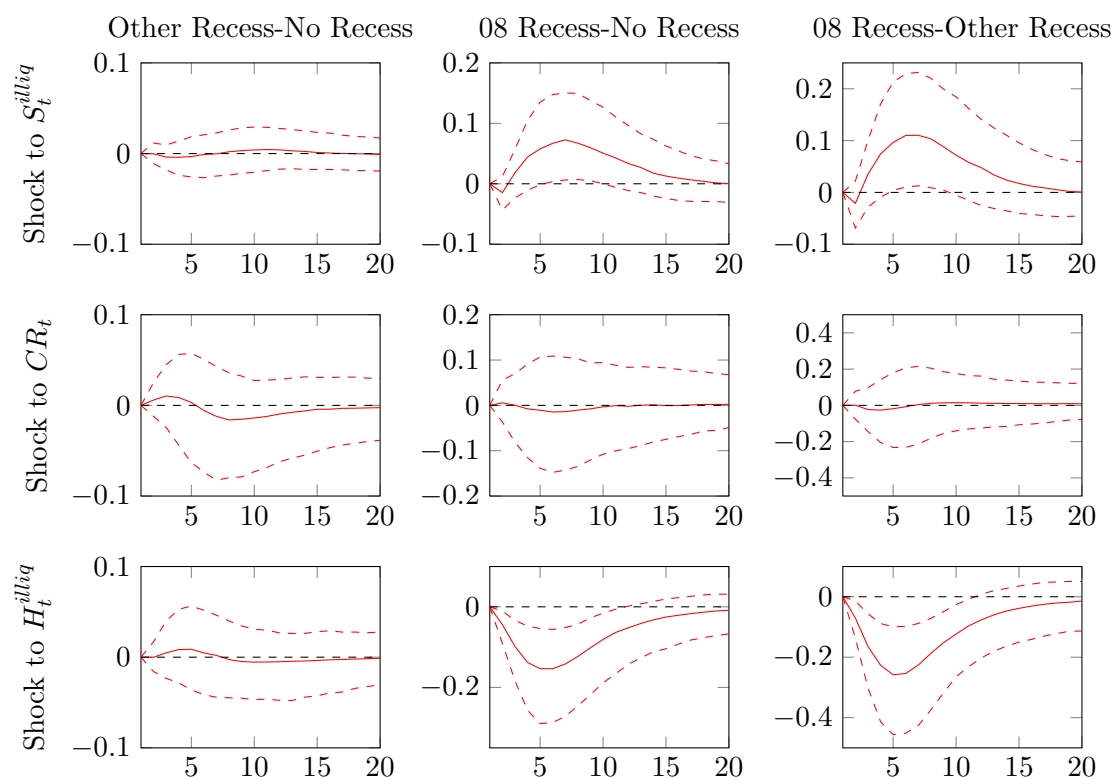 Other Recess-No Recess
08 Recess-No Recess
08 Recess-Other Recess
Shock to $S_t^{illiq}$
0.1
0
−0.1
5 10 15 20
0.2
0.1
0
−0.1
5 10 15 20
0.2
0.1
0
−0.1
5 10 15 20
Shock to $CR_t$
0.1
0
−0.1
5 10 15 20
0.2
0.1
0
−0.1
−0.2
5 10 15 20
0.4
0.2
0
−0.2
−0.4
5 10 15 20
Shock to $H_t^{illiq}$
0.1
0
−0.1
5 10 15 20
0
−0.2
5 10 15 20
0
−0.2
−0.4
5 10 15 20